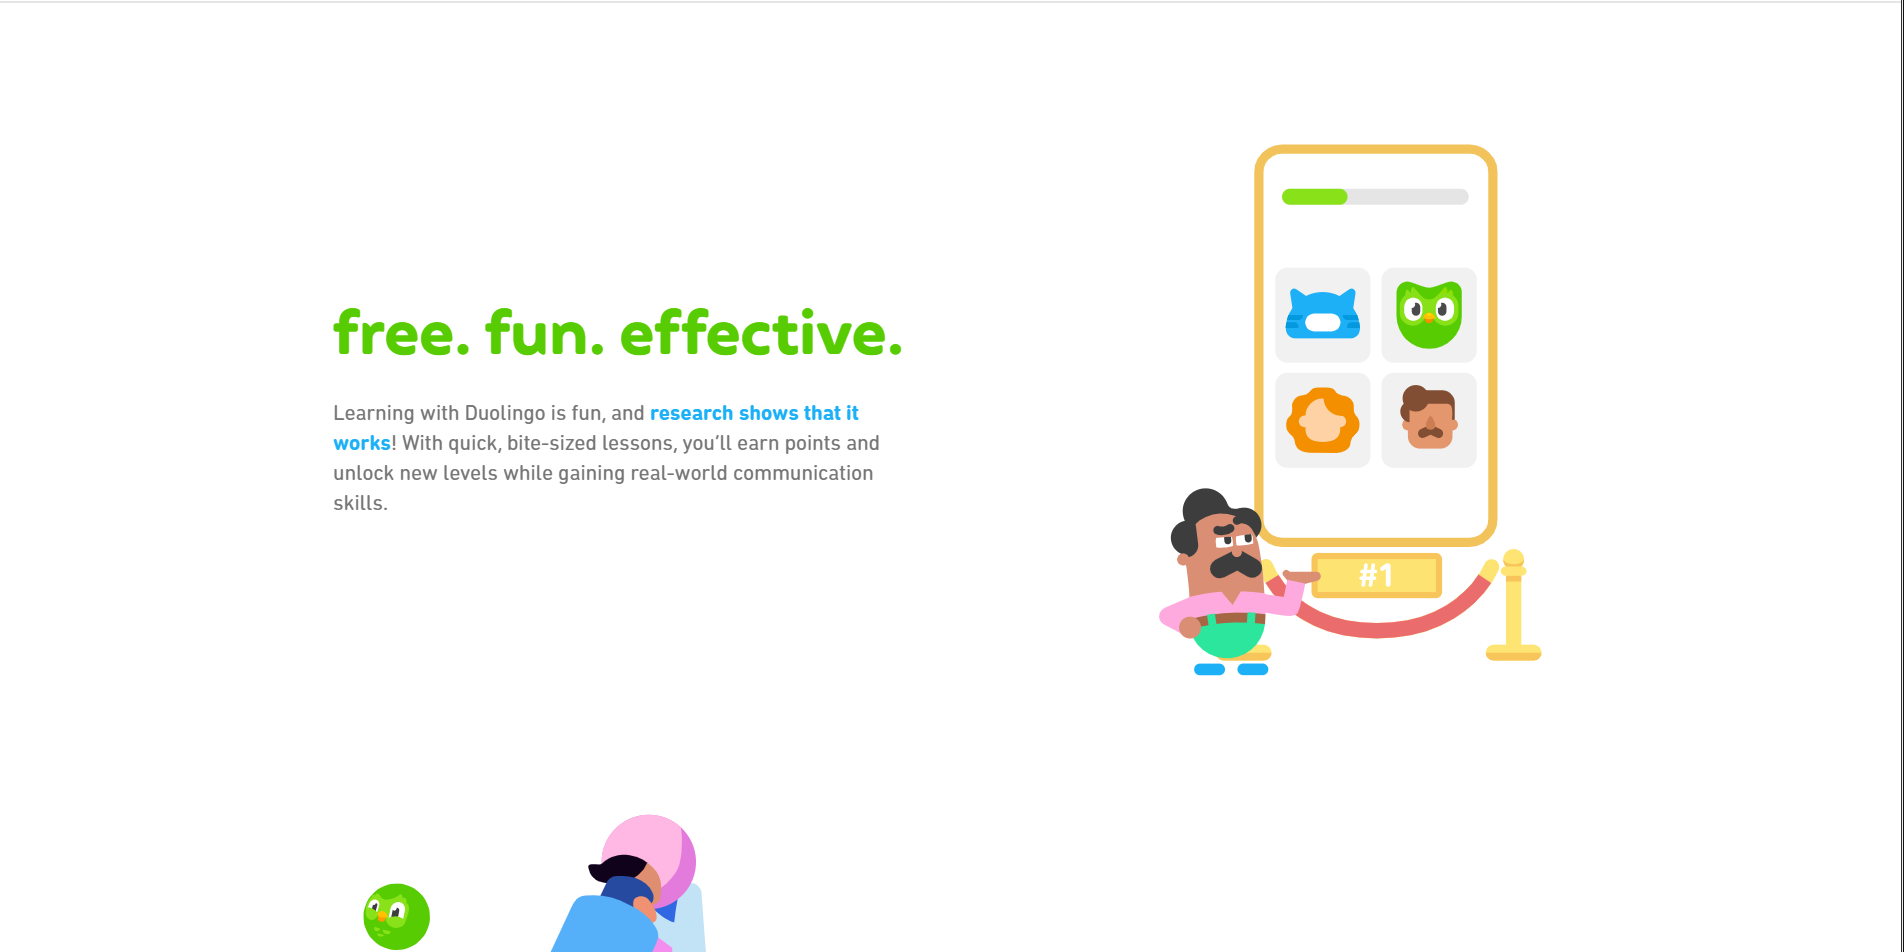 free. fun. effective.
Learning with Duolingo is fun, and research shows that it
works! With quick, bite-sized lessons, you’ll earn points and
unlock new levels while gaining real-world communication
skills.
#1